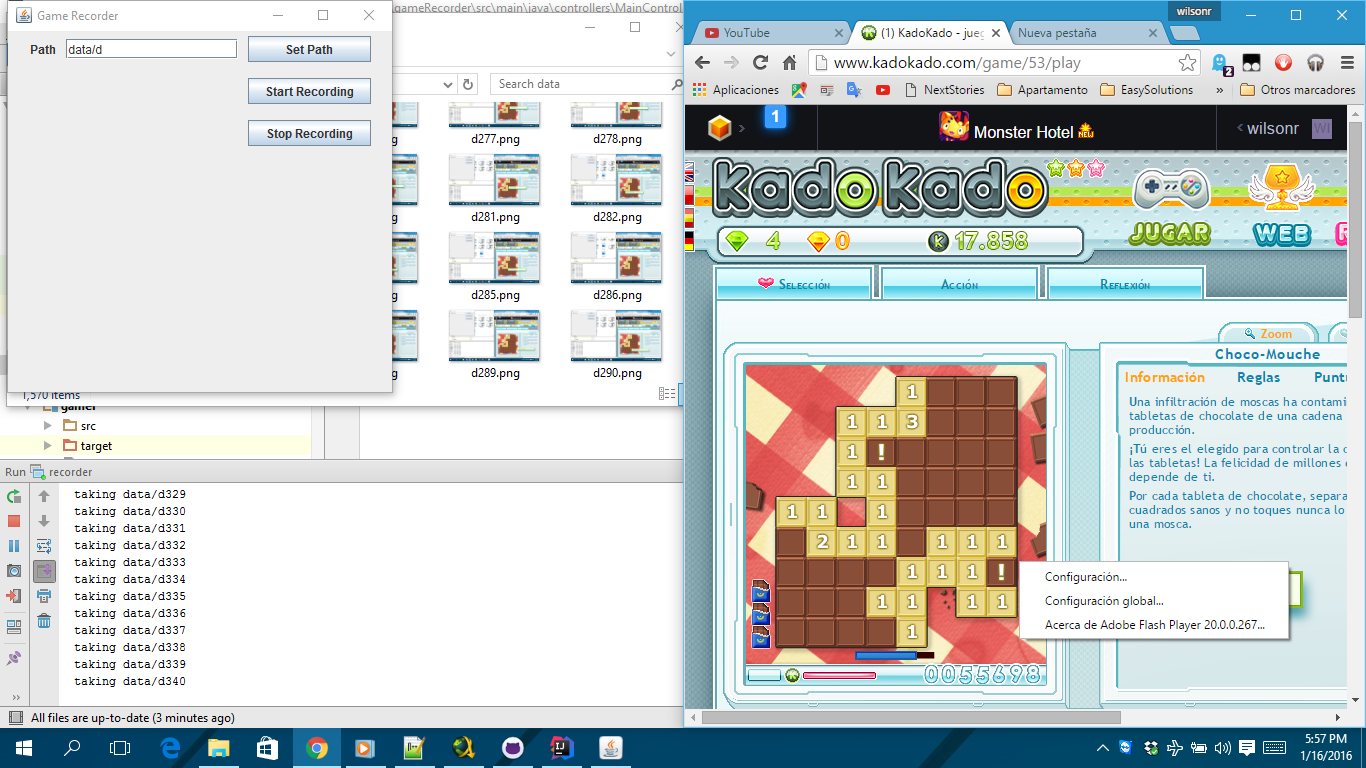 Game Recorder
Path data/d Set Path
Start Recording
Stop Recording
gameRecorder\src\main\java\controllers\MainControl
Search data
d277.png d278.png
d281.png d282.png
d285.png d286.png
d289.png d290.png
1,570 items
gamer
src
target
Run recorder
taking data/d329
taking data/d330
taking data/d331
taking data/d332
taking data/d333
taking data/d334
taking data/d335
taking data/d336
taking data/d337
taking data/d338
taking data/d339
taking data/d340
All files are up-to-date (3 minutes ago)
wilsonr
YouTube
(1) KadoKado - jueg
Nueva pestaña
www.kadokado.com/game/53/play
2
Aplicaciones
NextStories
Apartamento
EasySolutions
»
Otros marcadores
1
Monster Hotel NEW
wilsonr WI
KadoKado
4 0 K 17.858
JUGAR WEB
Selección
Acción
Reflexión
Zoom
Choco-Mouche
Información Reglas Puntu
Una infiltración de moscas ha contami
tabletas de chocolate de una cadena
producción.
¡Tú eres el elegido para controlar la c
las tabletas! La felicidad de millones
depende de ti.
Por cada tableta de chocolate, separa
cuadrados sanos y no toques nunca lo
una mosca.
1
1 1 3
1 !
1 1
1 1 1
2 1 1 1 1 1
1 1 1 !
1 1 1 1
1
0055698
Configuración...
Configuración global...
Acerca de Adobe Flash Player 20.0.0.267...
5:57 PM
1/16/2016